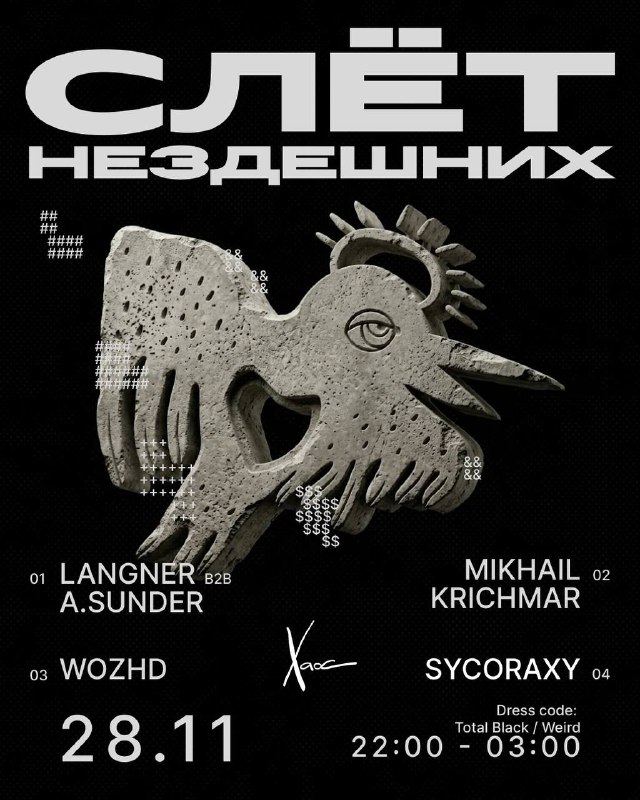 СЛЁТ
НЕЗДЕШНИХ
##
##
####
####
&&
&&
&&
&&
####
####
######
######
+++
+++
++++++
++++++
++++++
+++
+++
&&
&&
$$$
$$$$$
$$$$$
$$$
$$
01 LANGNER B2B
A.SUNDER
MIKHAIL 02
KRICHMAR
03 WOZHD
Хаос
SYCORAXY 04
28.11
Dress code:
Total Black / Weird
22:00 - 03:00